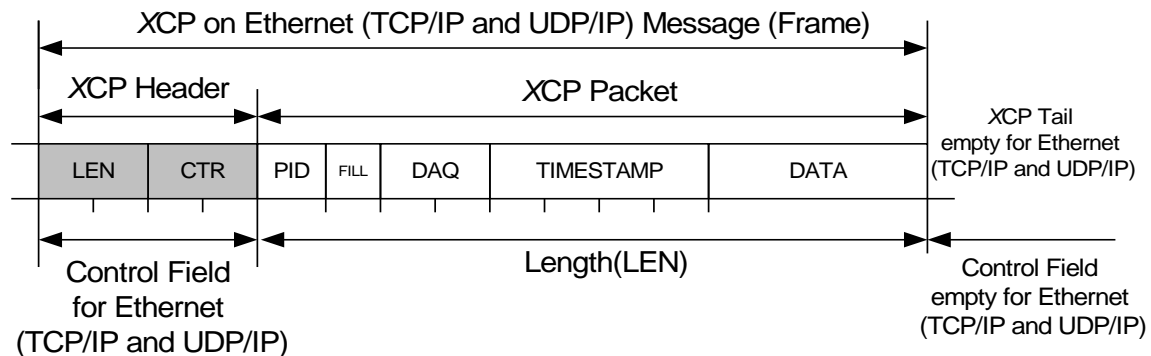 XCP on Ethernet (TCP/IP and UDP/IP) Message (Frame)
XCP Header
XCP Packet
XCP Tail
empty for Ethernet
(TCP/IP and UDP/IP)
LEN CTR PID FILL DAQ TIMESTAMP DATA
Control Field
for Ethernet
(TCP/IP and UDP/IP)
Length(LEN)
Control Field
empty for Ethernet
(TCP/IP and UDP/IP)